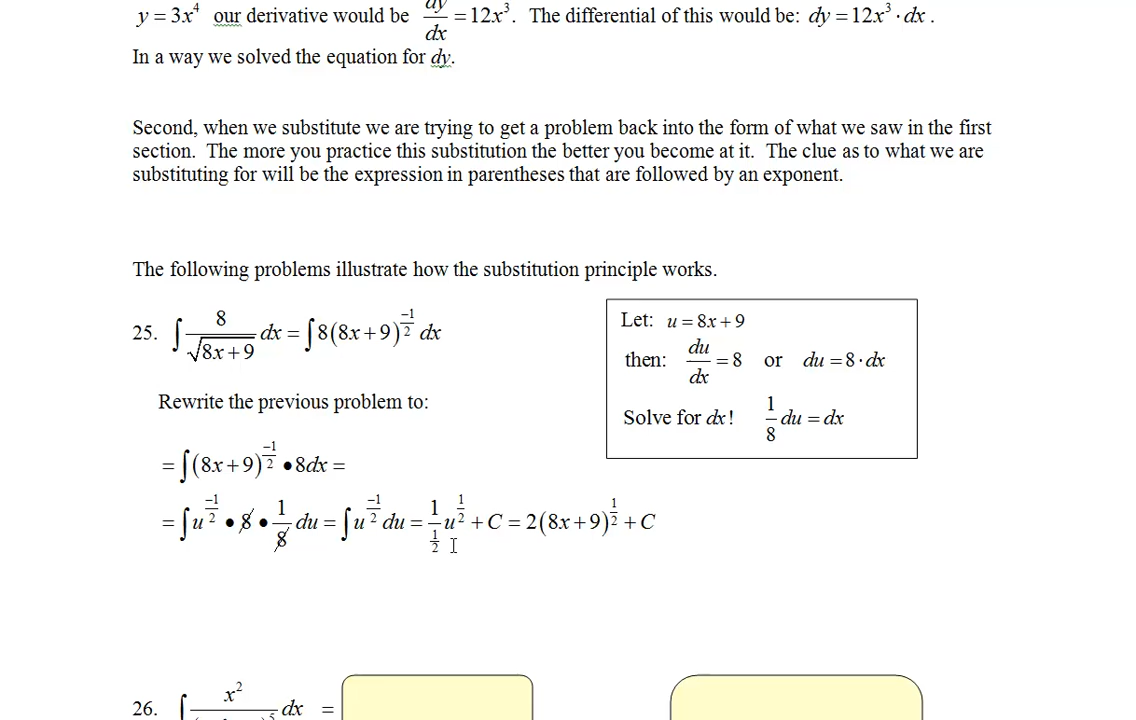 y = 3x⁴ our derivative would be dy/dx = 12x³. The differential of this would be: dy = 12x³ · dx .
In a way we solved the equation for dy.
Second, when we substitute we are trying to get a problem back into the form of what we saw in the first
section. The more you practice this substitution the better you become at it. The clue as to what we are
substituting for will be the expression in parentheses that are followed by an exponent.
The following problems illustrate how the substitution principle works.
25. ∫ 8/√(8x+9) dx = ∫ 8(8x+9)^(-1/2) dx
Let: u = 8x+9
then: du/dx = 8 or du = 8·dx
Solve for dx! 1/8 du = dx
Rewrite the previous problem to:
= ∫ (8x+9)^(-1/2) • 8dx =
= ∫ u^(-1/2) • 8 • 1/8 du = ∫ u^(-1/2) du = 1/(1/2) u^(1/2) + C = 2(8x+9)^(1/2) + C
26. ∫ x² dx =